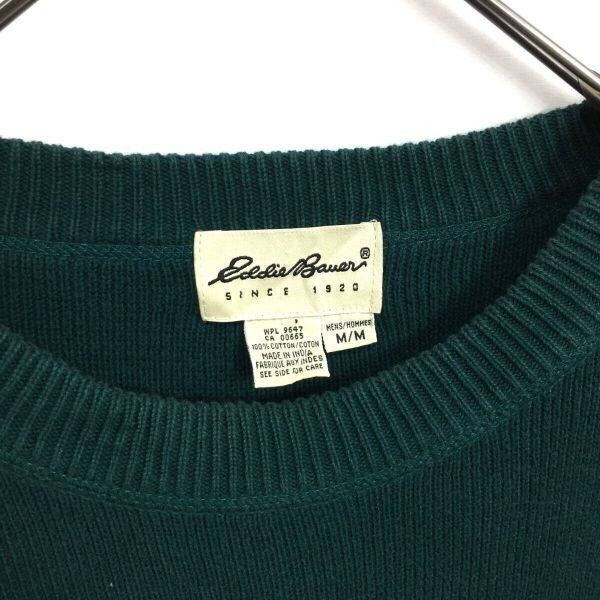 Eddie Bauer®
SINCE 1920
WPL 9647
CA 00665
100% COTTON/COTON
MADE IN INDIA
FABRIQUE AUX INDES
SEE SIDE FOR CARE
MENS/HOMMES
M/M